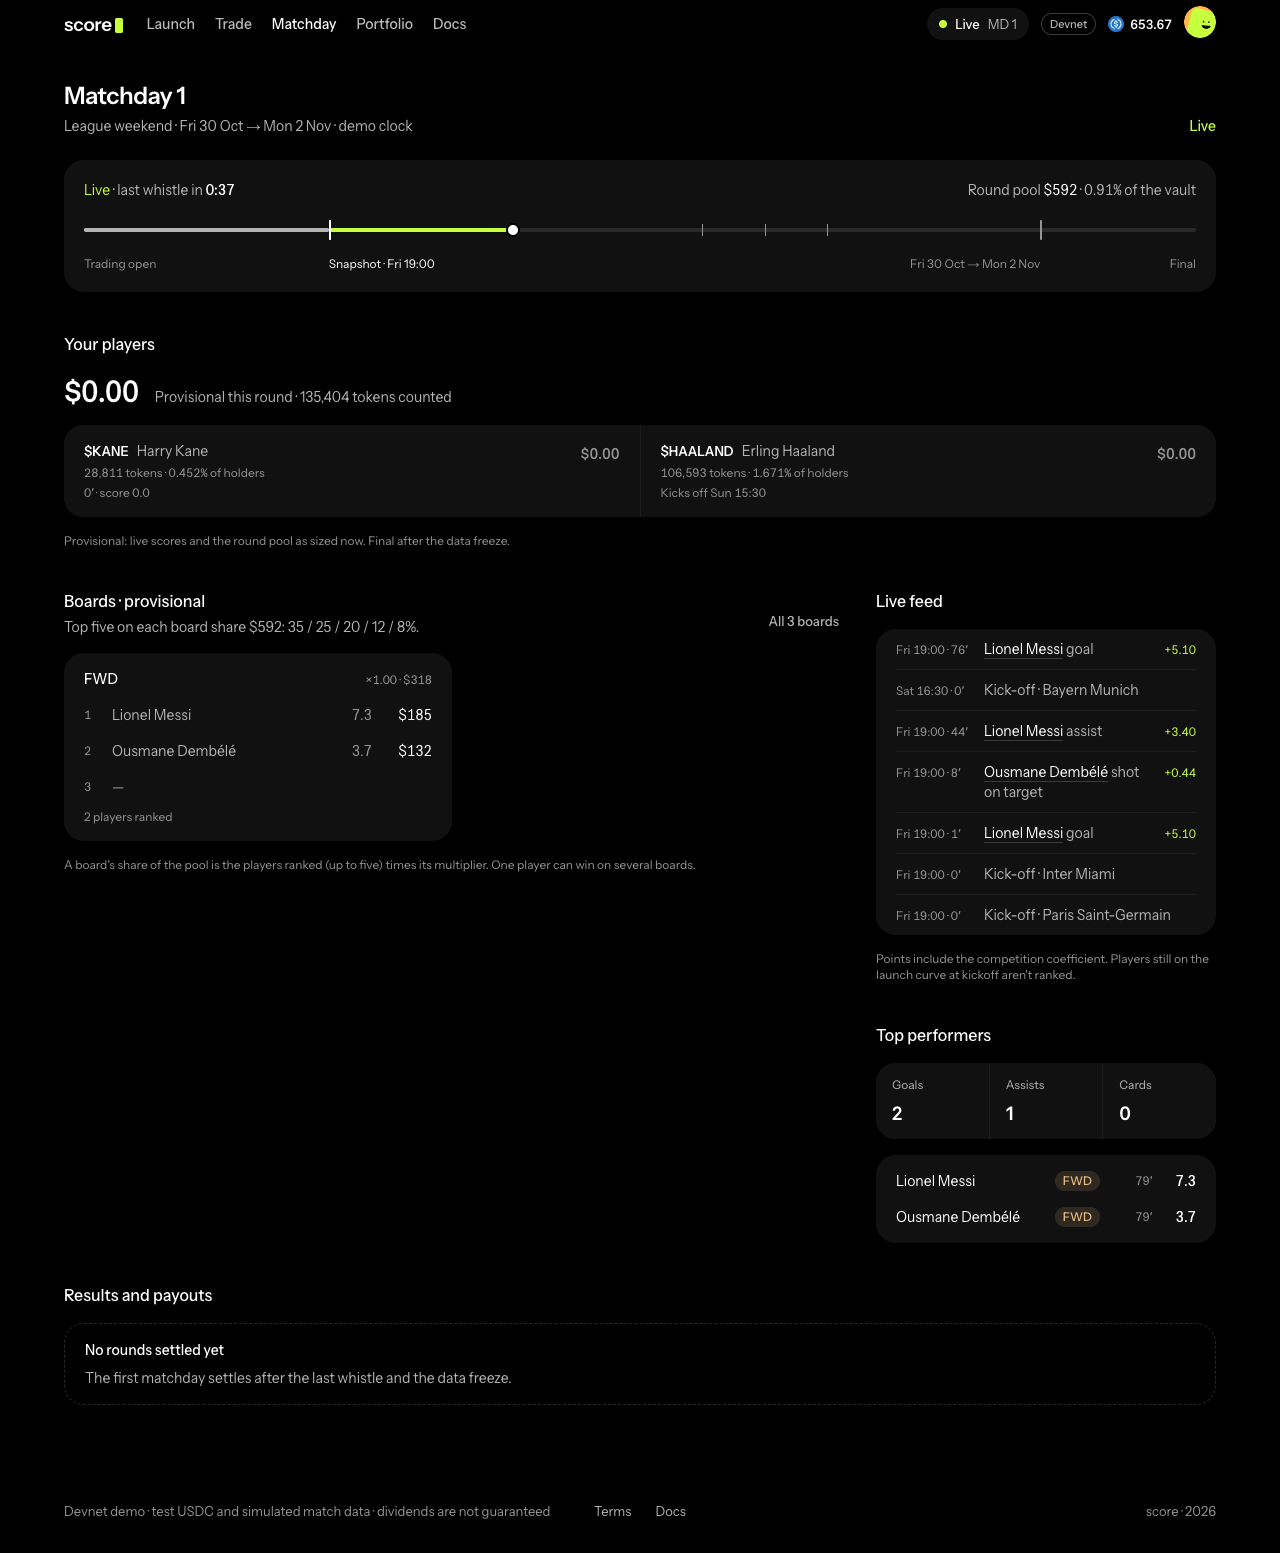 score
Launch Trade Matchday Portfolio Docs
Live MD 1 Devnet 653.67
Matchday 1
League weekend · Fri 30 Oct → Mon 2 Nov · demo clock
Live
Live · last whistle in 0:37
Round pool $592 · 0.91% of the vault
Trading open
Snapshot · Fri 19:00
Fri 30 Oct → Mon 2 Nov
Final
Your players
$0.00 Provisional this round · 135,404 tokens counted
$KANE Harry Kane
$0.00
28,811 tokens · 0.452% of holders
0′ · score 0.0
$HAALAND Erling Haaland
$0.00
106,593 tokens · 1.671% of holders
Kicks off Sun 15:30
Provisional: live scores and the round pool as sized now. Final after the data freeze.
Boards · provisional
Top five on each board share $592: 35 / 25 / 20 / 12 / 8%.
All 3 boards
FWD ×1.00 · $318
1 Lionel Messi 7.3 $185
2 Ousmane Dembélé 3.7 $132
3 —
2 players ranked
A board's share of the pool is the players ranked (up to five) times its multiplier. One player can win on several boards.
Live feed
Fri 19:00 · 76′ Lionel Messi goal +5.10
Sat 16:30 · 0′ Kick-off · Bayern Munich
Fri 19:00 · 44′ Lionel Messi assist +3.40
Fri 19:00 · 8′ Ousmane Dembélé shot +0.44
on target
Fri 19:00 · 1′ Lionel Messi goal +5.10
Fri 19:00 · 0′ Kick-off · Inter Miami
Fri 19:00 · 0′ Kick-off · Paris Saint-Germain
Points include the competition coefficient. Players still on the
launch curve at kickoff aren't ranked.
Top performers
Goals Assists Cards
2 1 0
Lionel Messi FWD 79′ 7.3
Ousmane Dembélé FWD 79′ 3.7
Results and payouts
No rounds settled yet
The first matchday settles after the last whistle and the data freeze.
Devnet demo · test USDC and simulated match data · dividends are not guaranteed Terms Docs score · 2026